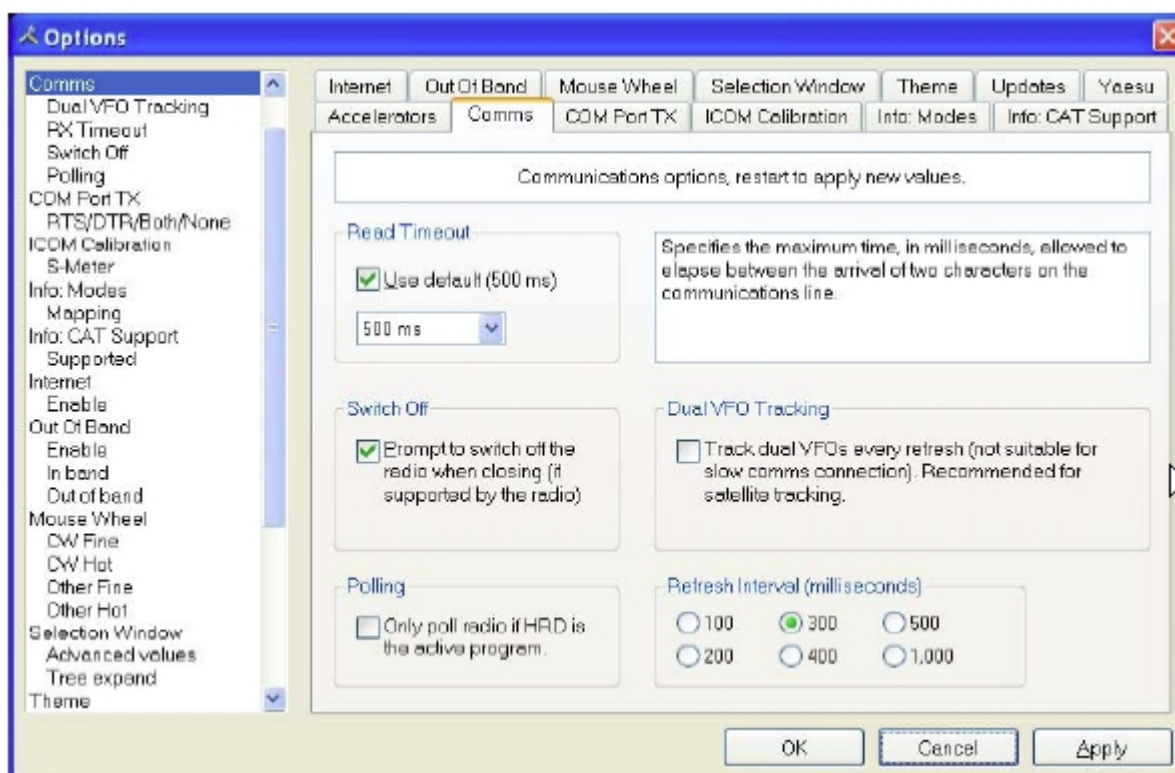 Options
Comms
Dual VFO Tracking
RX Timeout
Switch Off
Polling
COM Port TX
RTS/DTR/Both/None
ICOM Calibration
S-Meter
Info: Modes
Mapping
Info: CAT Support
Supported
Internet
Enable
Out Of Band
Enable
In band
Out of band
Mouse Wheel
CW Fine
CW Hot
Other Fine
Other Hot
Selection Window
Advanced values
Tree expand
Theme
Internet Out Of Band Mouse Wheel Selection Window Theme Updates Yaesu
Accelerators Comms COM Port TX ICOM Calibration Info: Modes Info: CAT Support
Communications options, restart to apply new values.
Read Timeout
Use default (500 ms)
500 ms
Specifies the maximum time, in milliseconds, allowed to
elapse between the arrival of two characters on the
communications line.
Switch Off
Prompt to switch off the
radio when closing (if
supported by the radio)
Dual VFO Tracking
Track dual VFOs every refresh (not suitable for
slow comms connection). Recommended for
satellite tracking.
Polling
Only poll radio if HRD is
the active program.
Refresh Interval (milliseconds)
100 300 500
200 400 1,000
OK Cancel Apply